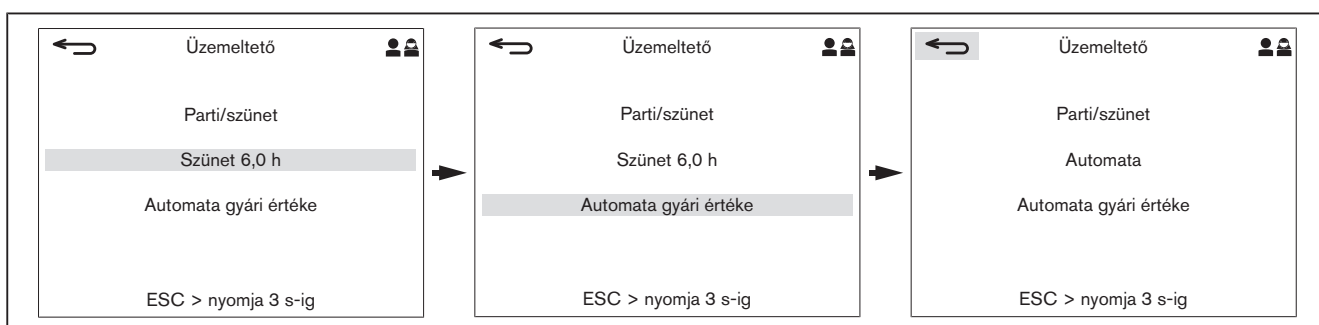 Üzemeltető
Parti/szünet
Szünet 6,0 h
Automata gyári értéke
ESC > nyomja 3 s-ig
Üzemeltető
Parti/szünet
Szünet 6,0 h
Automata gyári értéke
ESC > nyomja 3 s-ig
Üzemeltető
Parti/szünet
Automata
Automata gyári értéke
ESC > nyomja 3 s-ig